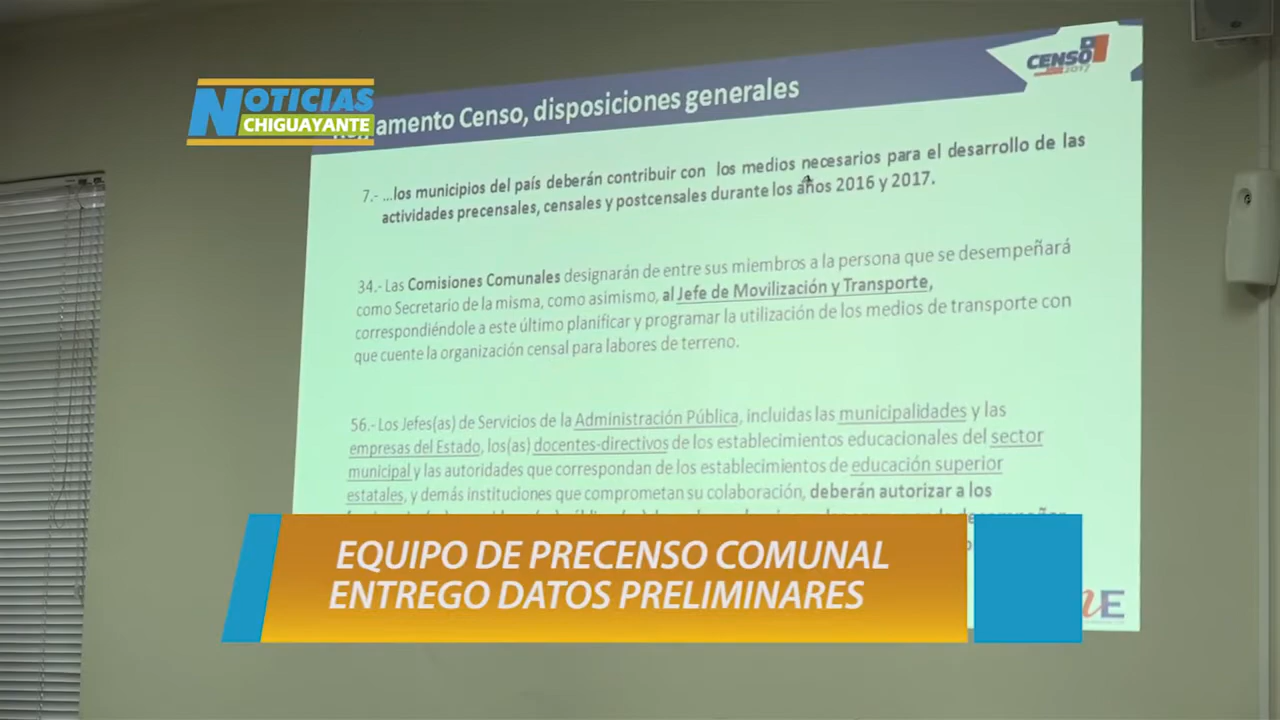 NOTICIAS
CHIGUAYANTE
CENSO
2017
amento Censo, disposiciones generales
7.- ...los municipios del país deberán contribuir con los medios necesarios para el desarrollo de las
actividades precensales, censales y postcensales durante los años 2016 y 2017.
34.- Las Comisiones Comunales designarán de entre sus miembros a la persona que se desempeñará
como Secretario de la misma, como asimismo, al Jefe de Movilización y Transporte,
correspondiéndole a este último planificar y programar la utilización de los medios de transporte con
que cuente la organización censal para labores de terreno.
56.- Los Jefes(as) de Servicios de la Administración Pública, incluidas las municipalidades y las
empresas del Estado, los(as) docentes-directivos de los establecimientos educacionales del sector
municipal y las autoridades que correspondan de los establecimientos de educación superior
estatales, y demás instituciones que comprometan su colaboración, deberán autorizar a los
EQUIPO DE PRECENSO COMUNAL
ENTREGO DATOS PRELIMINARES